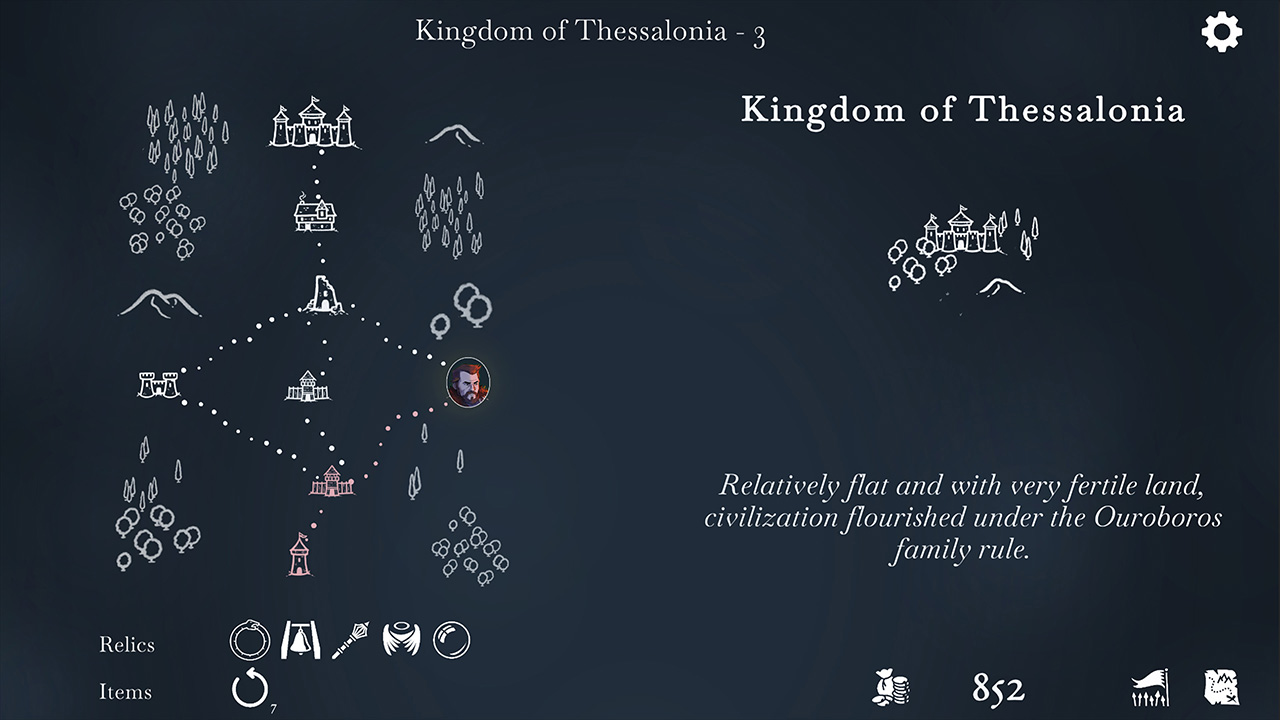 Kingdom of Thessalonia - 3
Kingdom of Thessalonia
Relatively flat and with very fertile land,
civilization flourished under the Ouroboros
family rule.
Relics
Items
7
852